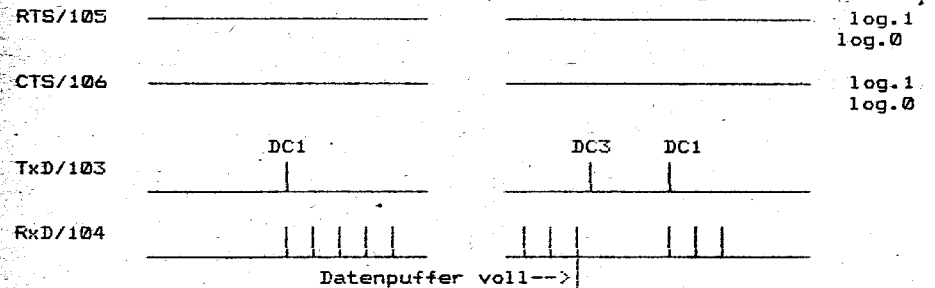 RTS/105 log.1
log.0
CTS/106 log.1
log.0
DC1 DC3 DC1
TxD/103
RxD/104
Datenpuffer voll-->